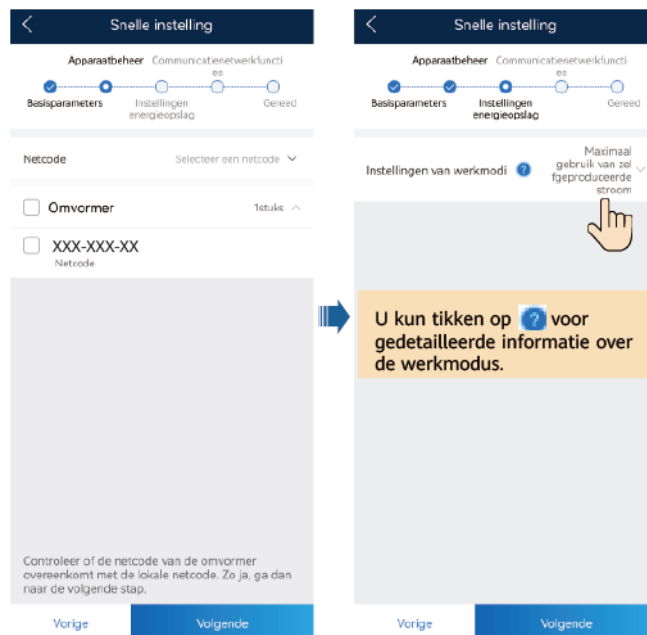 Snelle instelling
Apparaatbeheer Communicatienetwerkfuncti
es
Basisparameters Instellingen Gereed
energieopslag
Netcode Selecteer een netcode
Omvormer 1stuks
XXX-XXX-XX
Netcode
Controleer of de netcode van de omvormer
overeenkomt met de lokale netcode. Zo ja, ga dan
naar de volgende stap.
Vorige Volgende
Snelle instelling
Apparaatbeheer Communicatienetwerkfuncti
es
Basisparameters Instellingen Gereed
energieopslag
Instellingen van werkmodi ?
Maximaal
gebruik van zel
fgeproduceerde
stroom
U kun tikken op ? voor
gedetailleerde informatie over
de werkmodus.
Vorige Volgende